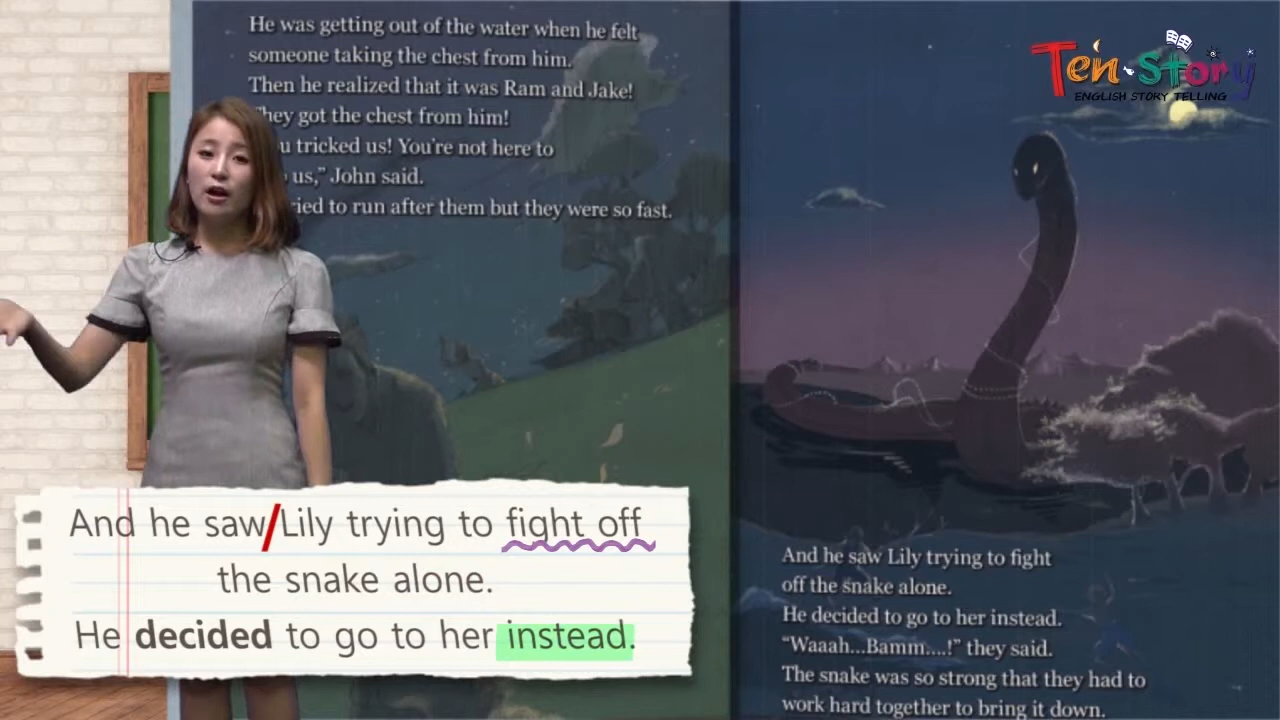 He was getting out of the water when he felt
someone taking the chest from him.
Then he realized that it was Ram and Jake!
hey got the chest from him!
u tricked us! You're not here to
us,” John said.
ried to run after them but they were so fast.
Ten Story
ENGLISH STORY TELLING
And he saw/Lily trying to fight off
the snake alone.
He decided to go to her instead.
And he saw Lily trying to fight
off the snake alone.
He decided to go to her instead.
“Waaah...Bamm....!” they said.
The snake was so strong that they had to
work hard together to bring it down.